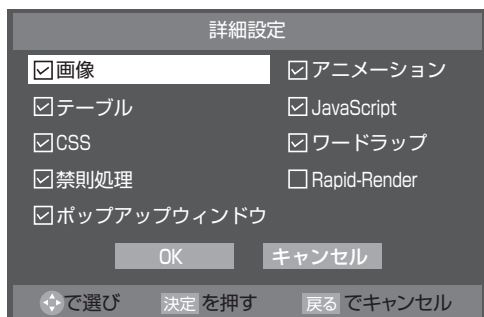 詳細設定
画像 アニメーション
テーブル JavaScript
CSS ワードラップ
禁則処理 Rapid-Render
ポップアップウィンドウ
OK キャンセル
で選び 決定 を押す 戻る でキャンセル